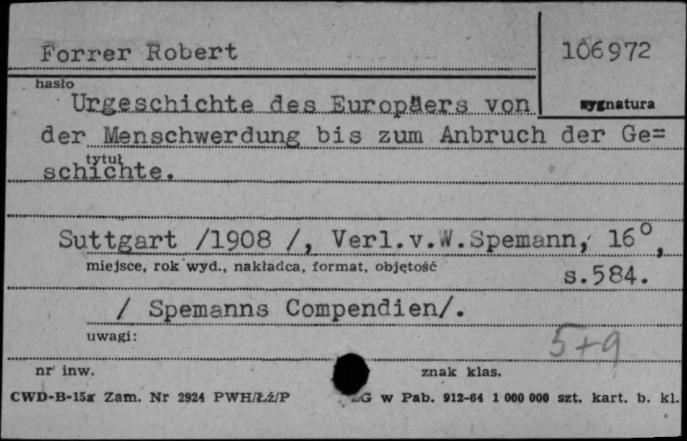 Forrer Robert
106972
hasło
sygnatura
Urgeschichte des Europäers von
der Menschwerdung bis zum Anbruch der Ge=
tytuł
schichte.
Suttgart /1908 /, Verl.v.W.Spemann, 16°,
miejsce, rok wyd., nakładca, format, objętość
s.584.
/ Spemanns Compendien/.
uwagi:
5+9
nr inw.
znak klas.
CWD-B-15a Zam. Nr 2924 PWH/Łż/P
w Pab. 912-64 1 000 000 szt. kart. b. kl.